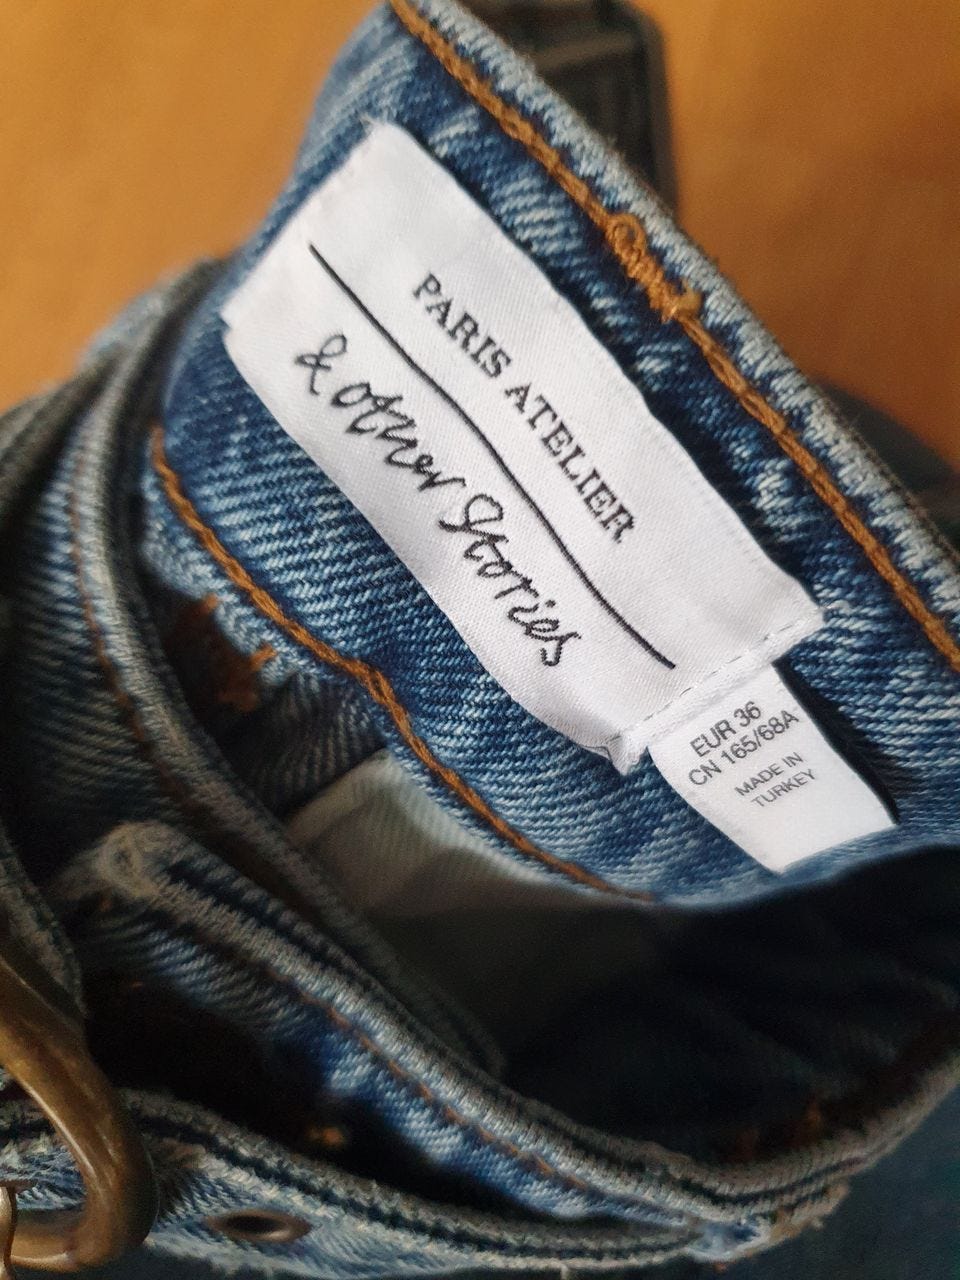 PARIS ATELIER
& Other Stories
EUR 36
CN 165/68A
MADE IN
TURKEY